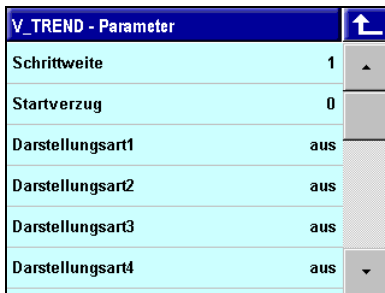 V_TREND - Parameter
Schrittweite 1
Startverzug 0
Darstellungsart1 aus
Darstellungsart2 aus
Darstellungsart3 aus
Darstellungsart4 aus